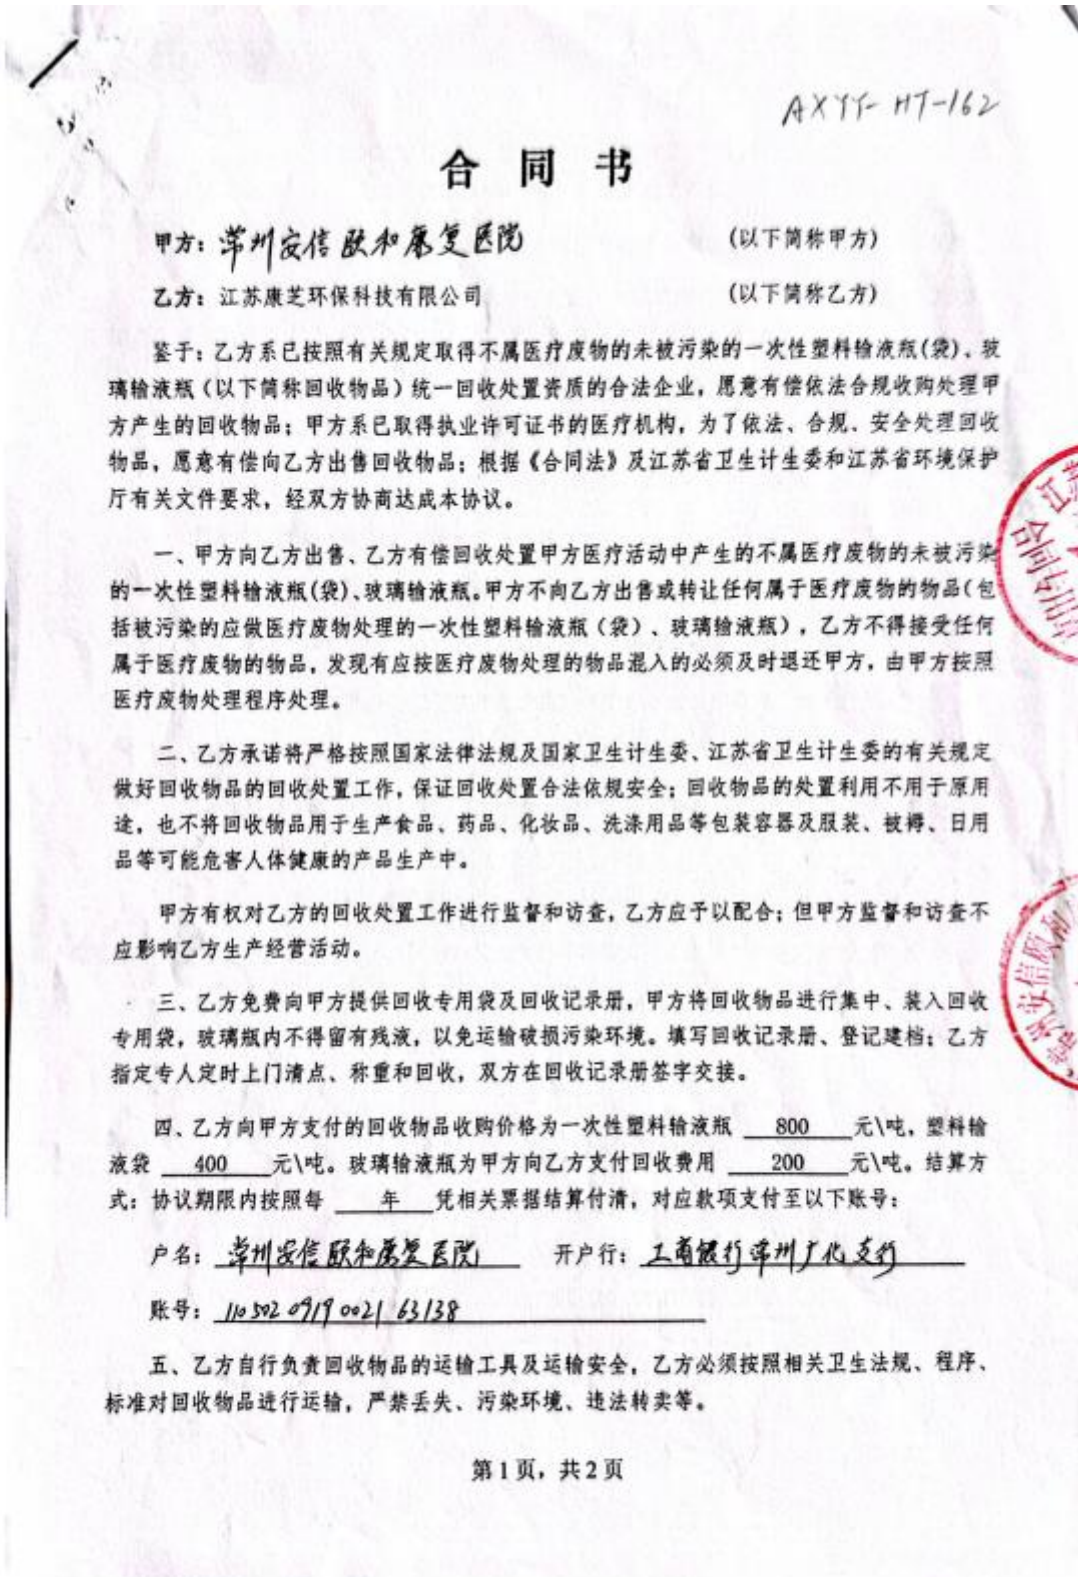 AXYY-HT-162
合 同 书
甲方：常州安信颐和康复医院 (以下简称甲方)
乙方：江苏康芝环保科技有限公司 (以下简称乙方)
鉴于：乙方系已按照有关规定取得不属医疗废物的未被污染的一次性塑料输液瓶(袋)、玻
璃输液瓶（以下简称回收物品）统一回收处置资质的合法企业，愿意有偿依法合规收购处理甲
方产生的回收物品；甲方系已取得执业许可证书的医疗机构，为了依法、合规、安全处理回收
物品，愿意有偿向乙方出售回收物品；根据《合同法》及江苏省卫生计生委和江苏省环境保护
厅有关文件要求，经双方协商达成本协议。
一、甲方向乙方出售、乙方有偿回收处置甲方医疗活动中产生的不属医疗废物的未被污染
的一次性塑料输液瓶(袋)、玻璃输液瓶。甲方不向乙方出售或转让任何属于医疗废物的物品(包
括被污染的应做医疗废物处理的一次性塑料输液瓶（袋）、玻璃输液瓶），乙方不得接受任何
属于医疗废物的物品，发现有应按医疗废物处理的物品混入的必须及时退还甲方，由甲方按照
医疗废物处理程序处理。
二、乙方承诺将严格按照国家法律法规及国家卫生计生委、江苏省卫生计生委的有关规定
做好回收物品的回收处置工作，保证回收处置合法依规安全；回收物品的处置利用不用于原用
途，也不将回收物品用于生产食品、药品、化妆品、洗涤用品等包装容器及服装、被褥、日用
品等可能危害人体健康的产品生产中。
甲方有权对乙方的回收处置工作进行监督和访查，乙方应予以配合；但甲方监督和访查不
应影响乙方生产经营活动。
三、乙方免费向甲方提供回收专用袋及回收记录册，甲方将回收物品进行集中、装入回收
专用袋，玻璃瓶内不得留有残液，以免运输破损污染环境。填写回收记录册、登记建档；乙方
指定专人定时上门清点、称重和回收，双方在回收记录册签字交接。
四、乙方向甲方支付的回收物品收购价格为一次性塑料输液瓶 800 元\吨，塑料输
液袋 400 元\吨。玻璃输液瓶为甲方向乙方支付回收费用 200 元\吨。结算方
式：协议期限内按照每 年 凭相关票据结算付清，对应款项支付至以下账号：
户名：常州安信颐和康复医院 开户行：工商银行常州广化支行
账号：1105020919002163138
五、乙方自行负责回收物品的运输工具及运输安全，乙方必须按照相关卫生法规、程序、
标准对回收物品进行运输，严禁丢失、污染环境、违法转卖等。
第1页，共2页
江苏
合同专用
常州安信颐和